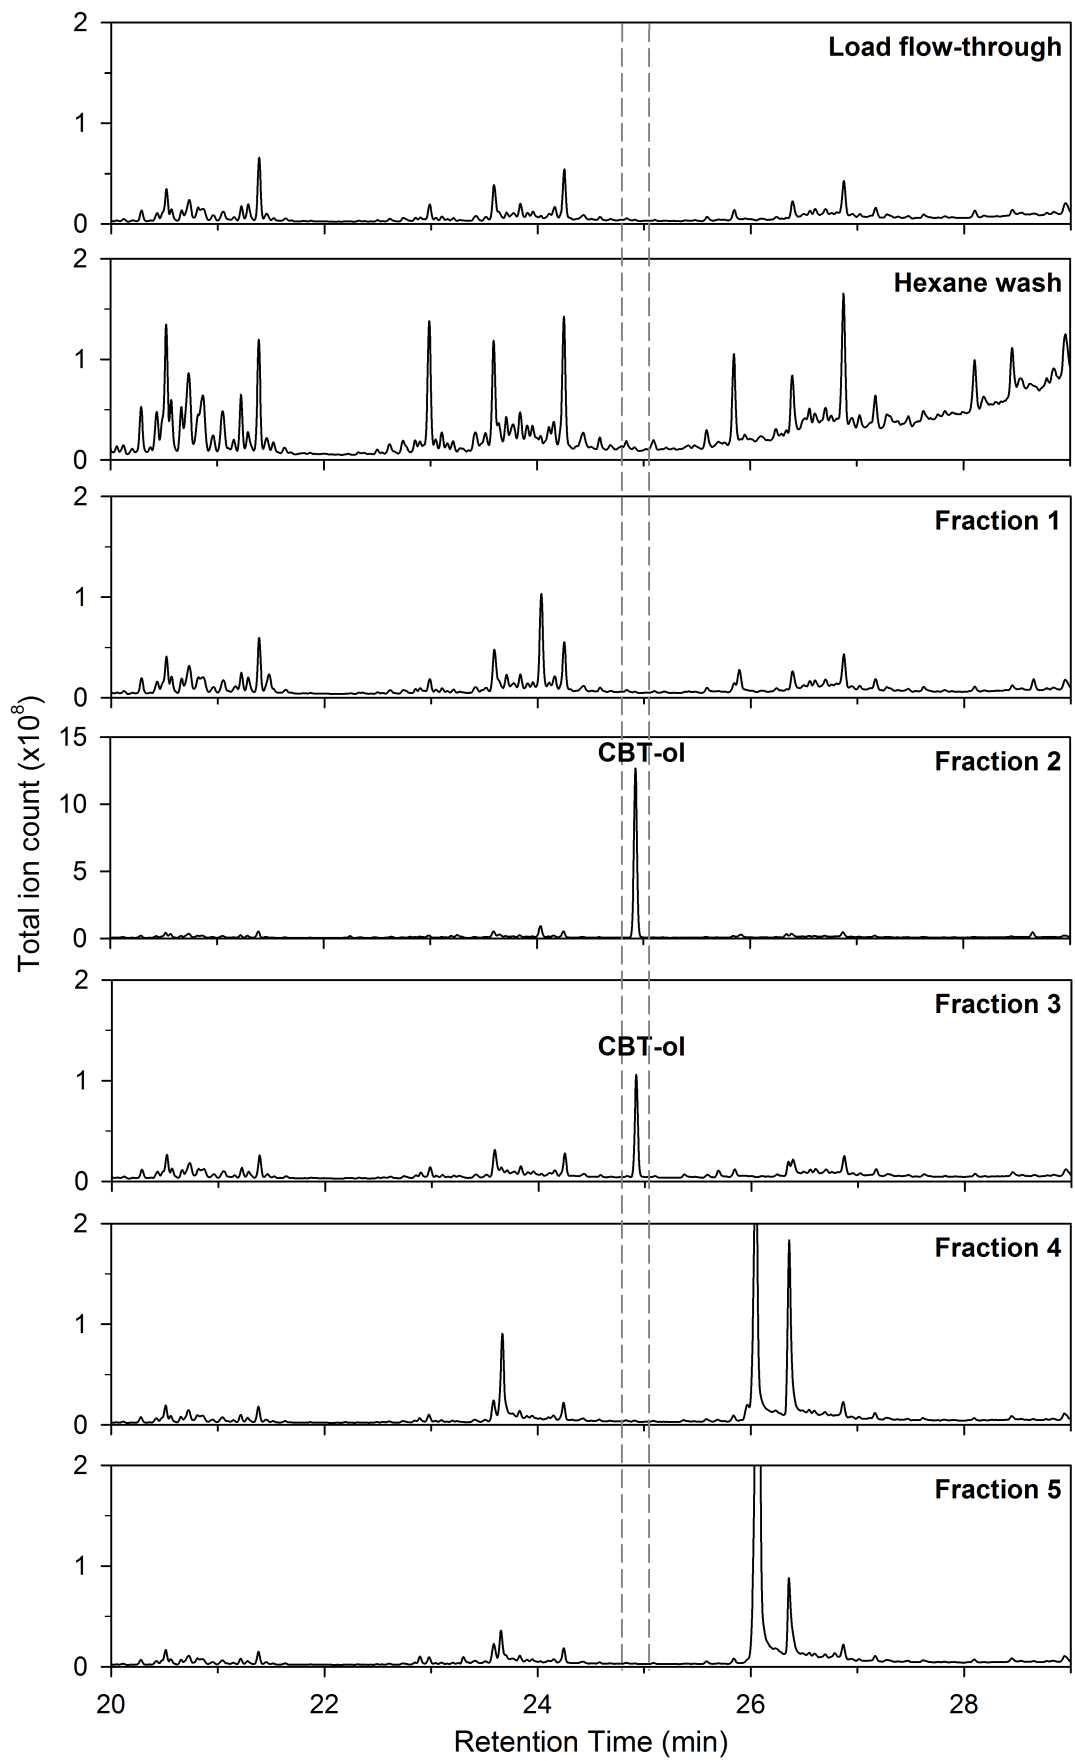 2
Load flow-through
1
0
2
Hexane wash
1
0
2
Fraction 1
1
0
15
CBT-ol
Fraction 2
10
5
0
Total ion count (x10⁸)
2
Fraction 3
CBT-ol
1
0
2
Fraction 4
1
0
2
Fraction 5
1
0
20 22 24 26 28
Retention Time (min)